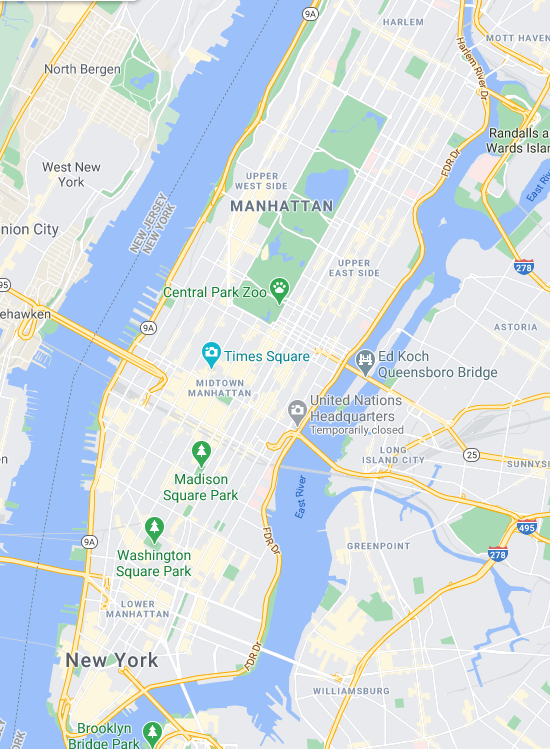 9A
HARLEM
MOTT HAVEN
Harlem River Dr
North Bergen
Randalls a
Wards Islan
FDR Dr
West New
York
UPPER
WEST SIDE
East Riv
MANHATTAN
NEW JERSEY
NEW YORK
nion City
UPPER
EAST SIDE
278
95
Central Park Zoo
ehawken
9A
ASTORIA
Times Square
Ed Koch
Queensboro Bridge
MIDTOWN
MANHATTAN
United Nations
Headquarters
Temporarily closed
LONG
ISLAND CITY
25
SUNNYS
Madison
Square Park
East River
495
9A
FDR Dr
278
Washington
Square Park
GREENPOINT
LOWER
MANHATTAN
FDR Dr
New York
WILLIAMSBURG
Brooklyn
Bridge Park